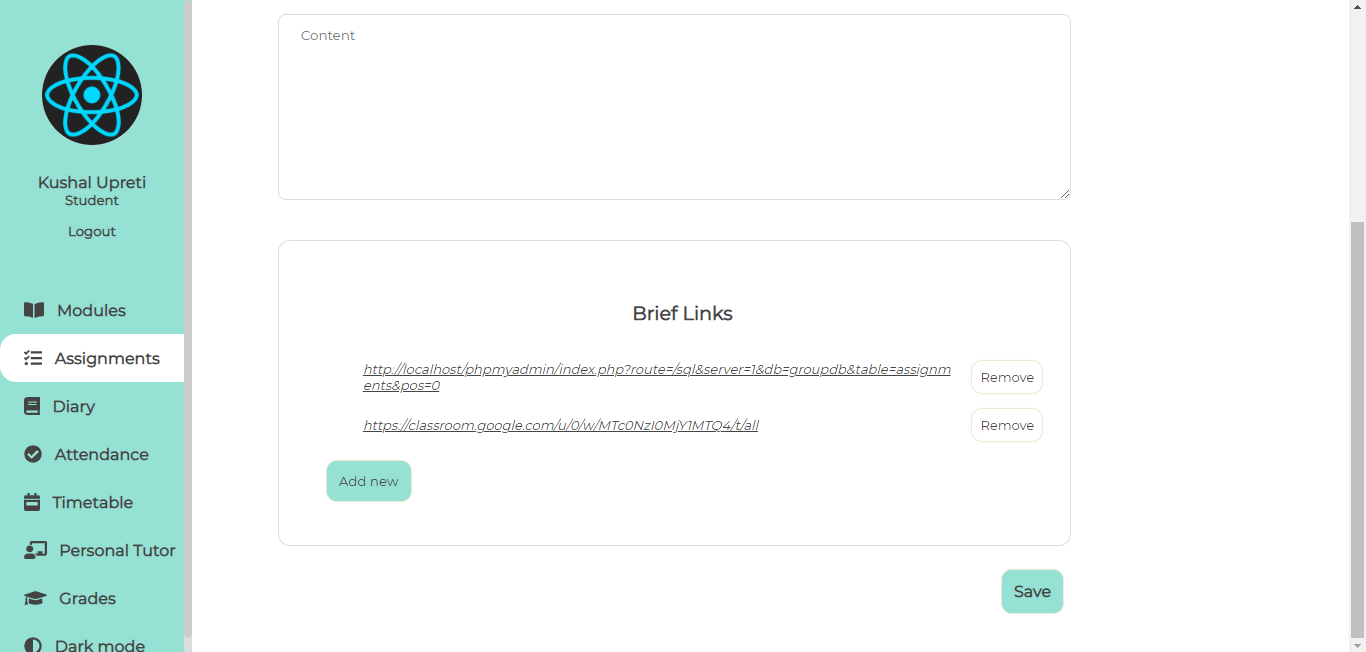 Kushal Upreti
Student
Logout
Modules
Assignments
Diary
Attendance
Timetable
Personal Tutor
Grades
Dark mode
Content
Brief Links
http://localhost/phpmyadmin/index.php?route=/sql&server=1&db=groupdb&table=assignm
ents&pos=0
Remove
https://classroom.google.com/u/0/w/MTc0NzI0MjY1MTQ4/t/all
Remove
Add new
Save